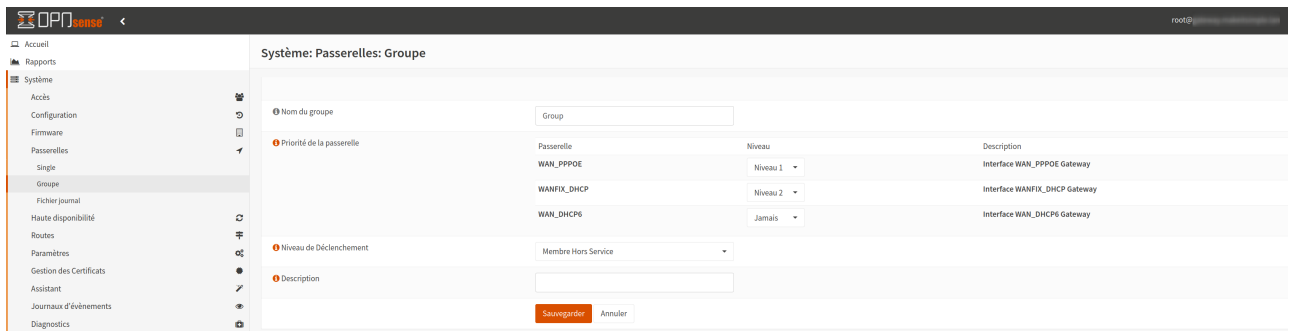 OPNsense
root@
Accueil
Rapports
Système
Accès
Configuration
Firmware
Passerelles
Single
Groupe
Fichier journal
Haute disponibilité
Routes
Paramètres
Gestion des Certificats
Assistant
Journaux d'évènements
Diagnostics
Système: Passerelles: Groupe
Nom du groupe
Group
Priorité de la passerelle
Passerelle Niveau Description
WAN_PPPOE Niveau 1 Interface WAN_PPPOE Gateway
WANFIX_DHCP Niveau 2 Interface WANFIX_DHCP Gateway
WAN_DHCP6 Jamais Interface WAN_DHCP6 Gateway
Niveau de Déclenchement
Membre Hors Service
Description
Sauvegarder Annuler